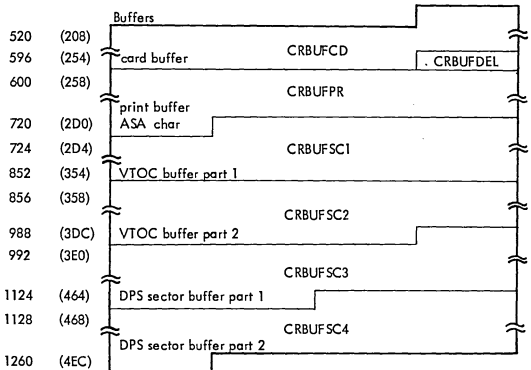 Buffers
520 (208)
CRBUFCD
596 (254) card buffer . CRBUFDEL
600 (258)
CRBUFPR
print buffer
720 (2D0) ASA char
724 (2D4)
CRBUFSC1
852 (354) VTOC buffer part 1
856 (358)
CRBUFSC2
988 (3DC) VTOC buffer part 2
992 (3E0)
CRBUFSC3
1124 (464) DPS sector buffer part 1
1128 (468)
CRBUFSC4
DPS sector buffer part 2
1260 (4EC)